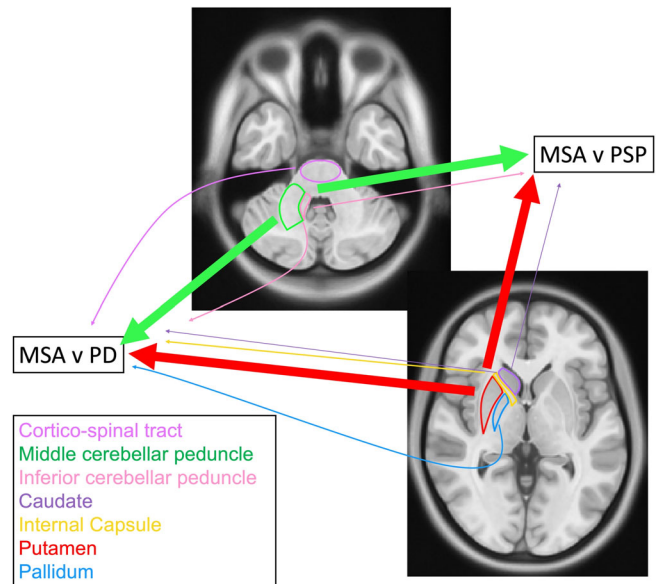 MSA v PSP
MSA v PD
Cortico-spinal tract
Middle cerebellar peduncle
Inferior cerebellar peduncle
Caudate
Internal Capsule
Putamen
Pallidum